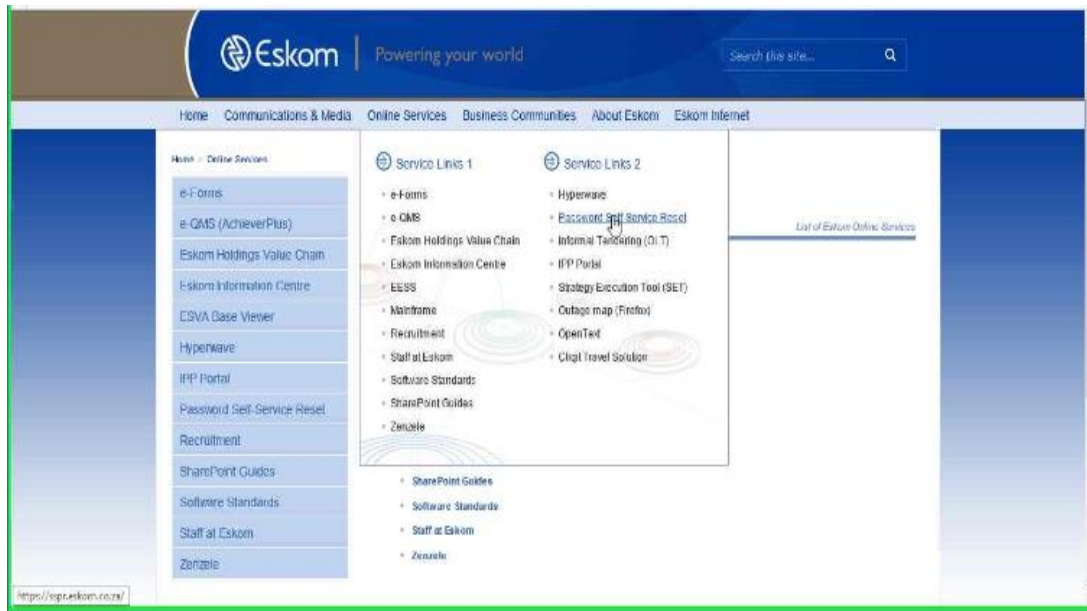 Eskom
Powering your world
Search this site...
Home Communications & Media Online Services Business Communities About Eskom Eskom Internet
Home > Online Services
e-Forms
e-QMS (AchieverPlus)
Eskom Holdings Value Chain
Eskom Information Centre
ESVA Base Viewer
Hyperwave
IPP Portal
Password Self-Service Reset
Recruitment
SharePoint Guides
Software Standards
Staff at Eskom
Zenzele
Service Links 1
e-Forms
e-QMS
Eskom Holdings Value Chain
Eskom Information Centre
EESS
Mainframe
Recruitment
Staff at Eskom
Software Standards
SharePoint Guides
Zenzele
Service Links 2
Hyperwave
Password Self Service Reset
Informal Tendering (OLT)
IPP Portal
Strategy Execution Tool (SET)
Outage map (Firefox)
OpenText
Cliqit Travel Solution
List of Eskom Online Services
SharePoint Guides
Software Standards
Staff at Eskom
Zenzele
https://sspr.eskom.co.za/